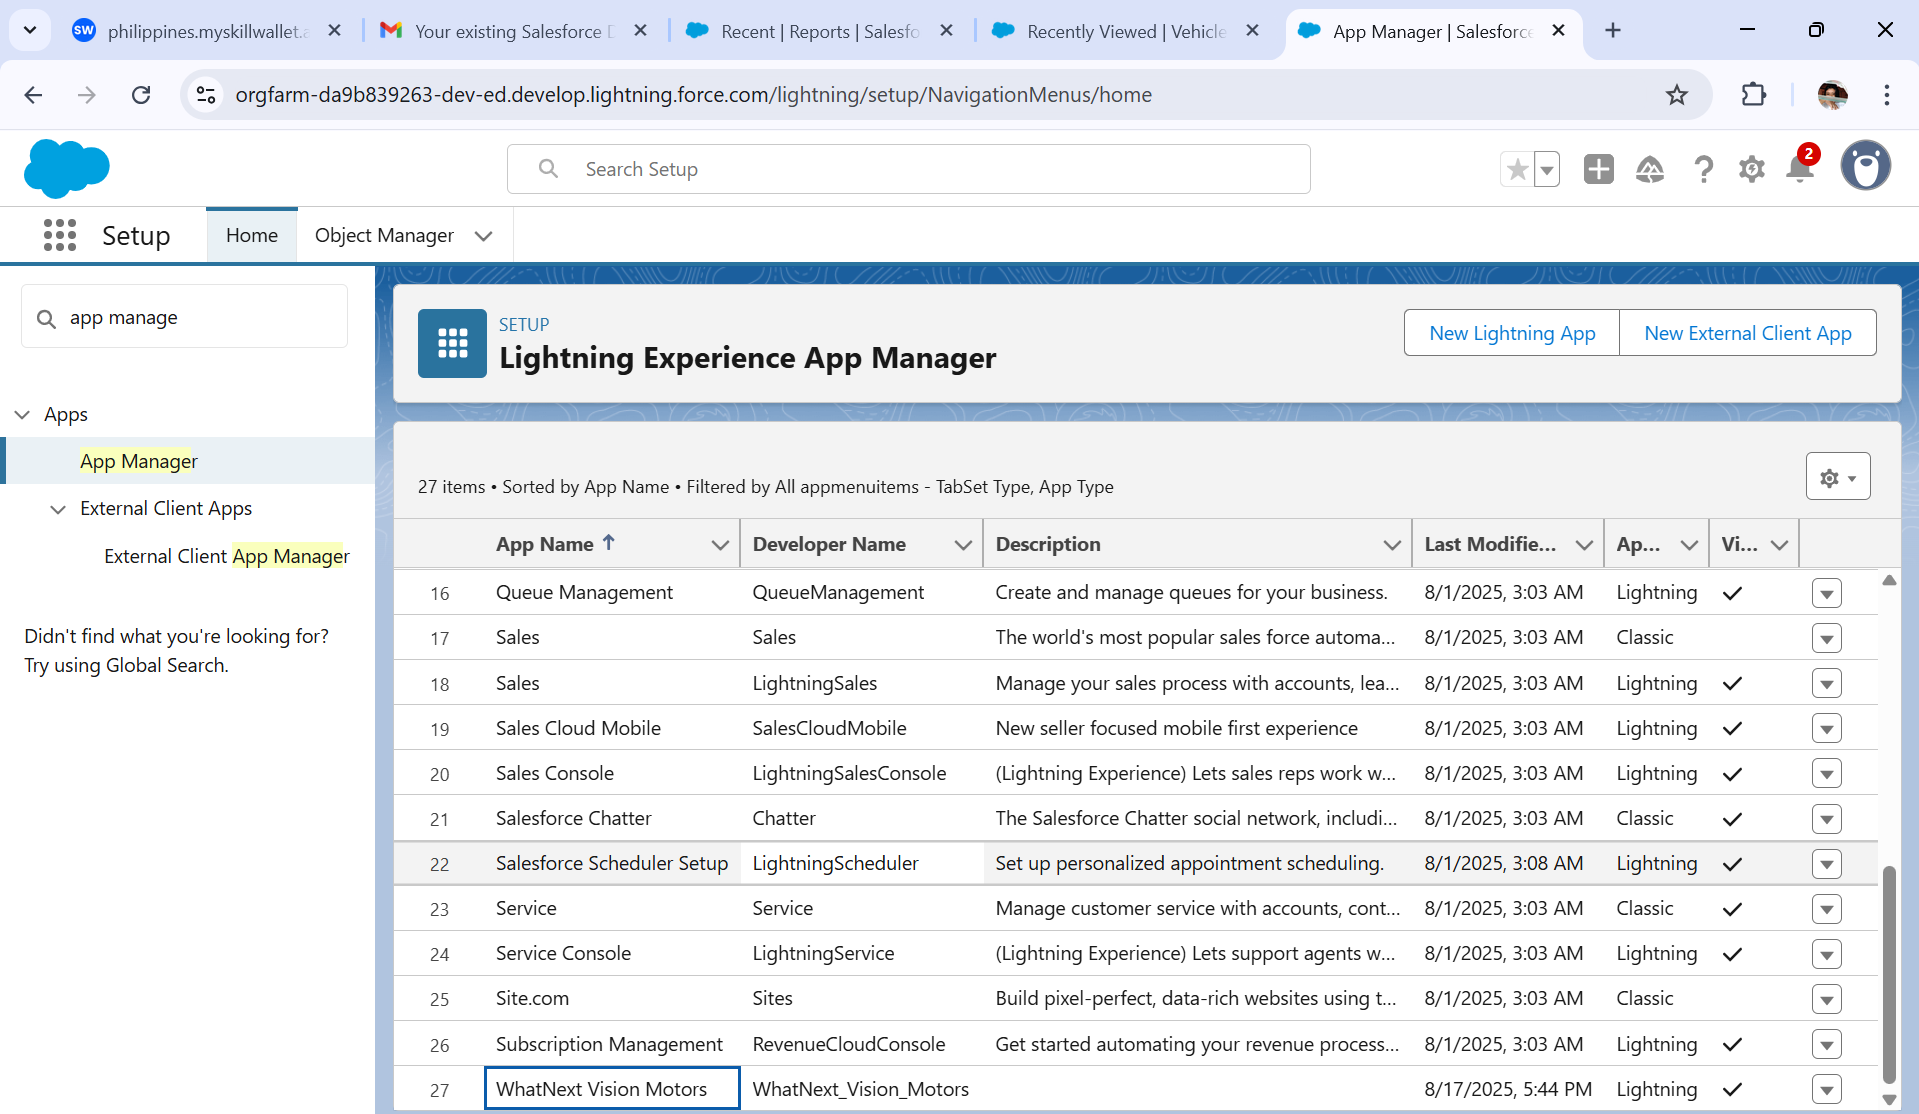 SW philippines.myskillwallet.a
Your existing Salesforce D
Recent | Reports | Salesfo
Recently Viewed | Vehicle
App Manager | Salesforce
orgfarm-da9b839263-dev-ed.develop.lightning.force.com/lightning/setup/NavigationMenus/home
Search Setup
2
Setup
Home
Object Manager
app manage
Apps
App Manager
External Client Apps
External Client App Manager
Didn't find what you're looking for?
Try using Global Search.
SETUP
Lightning Experience App Manager
New Lightning App
New External Client App
27 items • Sorted by App Name • Filtered by All appmenuitems - TabSet Type, App Type
App Name Developer Name Description Last Modifie... Ap... Vi...
16 Queue Management QueueManagement Create and manage queues for your business. 8/1/2025, 3:03 AM Lightning
17 Sales Sales The world's most popular sales force automa... 8/1/2025, 3:03 AM Classic
18 Sales LightningSales Manage your sales process with accounts, lea... 8/1/2025, 3:03 AM Lightning
19 Sales Cloud Mobile SalesCloudMobile New seller focused mobile first experience 8/1/2025, 3:03 AM Lightning
20 Sales Console LightningSalesConsole (Lightning Experience) Lets sales reps work w... 8/1/2025, 3:03 AM Lightning
21 Salesforce Chatter Chatter The Salesforce Chatter social network, includi... 8/1/2025, 3:03 AM Classic
22 Salesforce Scheduler Setup LightningScheduler Set up personalized appointment scheduling. 8/1/2025, 3:08 AM Lightning
23 Service Service Manage customer service with accounts, cont... 8/1/2025, 3:03 AM Classic
24 Service Console LightningService (Lightning Experience) Lets support agents w... 8/1/2025, 3:03 AM Lightning
25 Site.com Sites Build pixel-perfect, data-rich websites using t... 8/1/2025, 3:03 AM Classic
26 Subscription Management RevenueCloudConsole Get started automating your revenue process... 8/1/2025, 3:03 AM Lightning
27 WhatNext Vision Motors WhatNext_Vision_Motors 8/17/2025, 5:44 PM Lightning